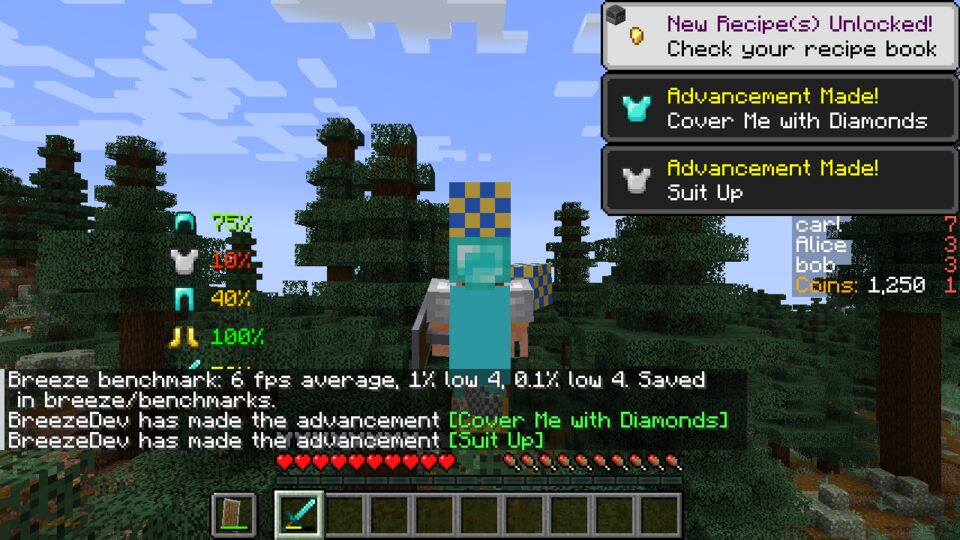 New Recipe(s) Unlocked!
Check your recipe book
Advancement Made!
Cover Me with Diamonds
Advancement Made!
Suit Up
75%
10%
40%
100%
carl 7
Alice 3
bob 3
Coins: 1,250 1
Breeze benchmark: 6 fps average, 1% low 4, 0.1% low 4. Saved
in breeze/benchmarks.
BreezeDev has made the advancement [Cover Me with Diamonds]
BreezeDev has made the advancement [Suit Up]